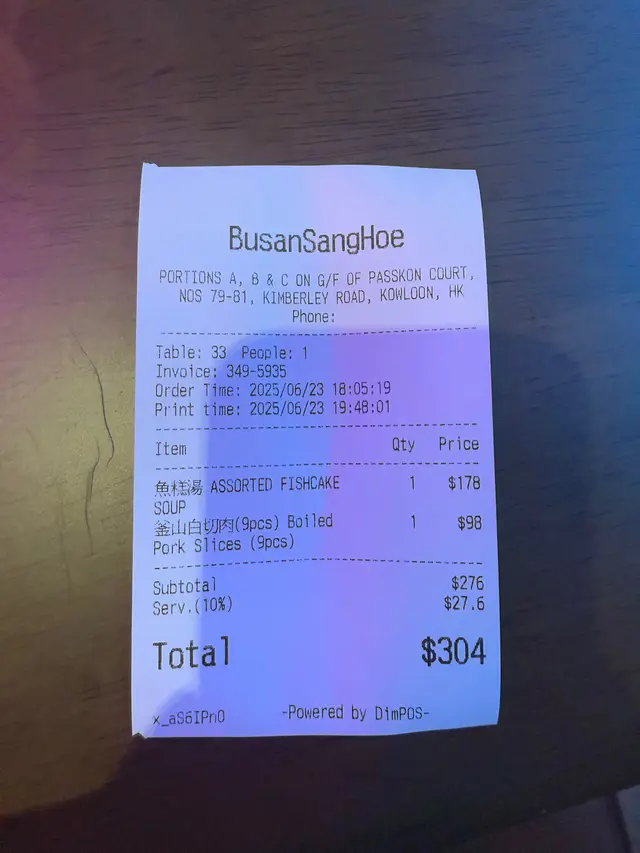 BusanSangHoe
PORTIONS A, B & C ON G/F OF PASSKON COURT,
NOS 79-81, KIMBERLEY ROAD, KOWLOON, HK
Phone:
Table: 33 People: 1
Invoice: 349-5935
Order Time: 2025/06/23 18:05:19
Print time: 2025/06/23 19:48:01
Item Qty Price
魚糕湯 ASSORTED FISHCAKE 1 $178
SOUP
釜山白切肉(9pcs) Boiled 1 $98
Pork Slices (9pcs)
Subtotal $276
Serv.(10%) $27.6
Total $304
x_aS6IPnO -Powered by DimPOS-